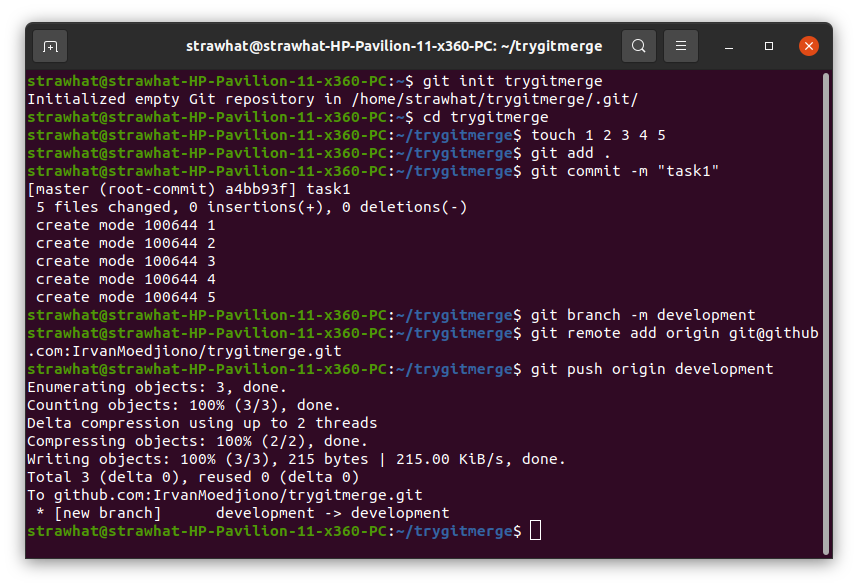 strawhat@strawhat-HP-Pavilion-11-x360-PC: ~/trygitmerge
strawhat@strawhat-HP-Pavilion-11-x360-PC:~$ git init trygitmerge
Initialized empty Git repository in /home/strawhat/trygitmerge/.git/
strawhat@strawhat-HP-Pavilion-11-x360-PC:~$ cd trygitmerge
strawhat@strawhat-HP-Pavilion-11-x360-PC:~/trygitmerge$ touch 1 2 3 4 5
strawhat@strawhat-HP-Pavilion-11-x360-PC:~/trygitmerge$ git add .
strawhat@strawhat-HP-Pavilion-11-x360-PC:~/trygitmerge$ git commit -m "task1"
[master (root-commit) a4bb93f] task1
 5 files changed, 0 insertions(+), 0 deletions(-)
 create mode 100644 1
 create mode 100644 2
 create mode 100644 3
 create mode 100644 4
 create mode 100644 5
strawhat@strawhat-HP-Pavilion-11-x360-PC:~/trygitmerge$ git branch -m development
strawhat@strawhat-HP-Pavilion-11-x360-PC:~/trygitmerge$ git remote add origin git@github
.com:IrvanMoedjiono/trygitmerge.git
strawhat@strawhat-HP-Pavilion-11-x360-PC:~/trygitmerge$ git push origin development
Enumerating objects: 3, done.
Counting objects: 100% (3/3), done.
Delta compression using up to 2 threads
Compressing objects: 100% (2/2), done.
Writing objects: 100% (3/3), 215 bytes | 215.00 KiB/s, done.
Total 3 (delta 0), reused 0 (delta 0)
To github.com:IrvanMoedjiono/trygitmerge.git
 * [new branch]      development -> development
strawhat@strawhat-HP-Pavilion-11-x360-PC:~/trygitmerge$